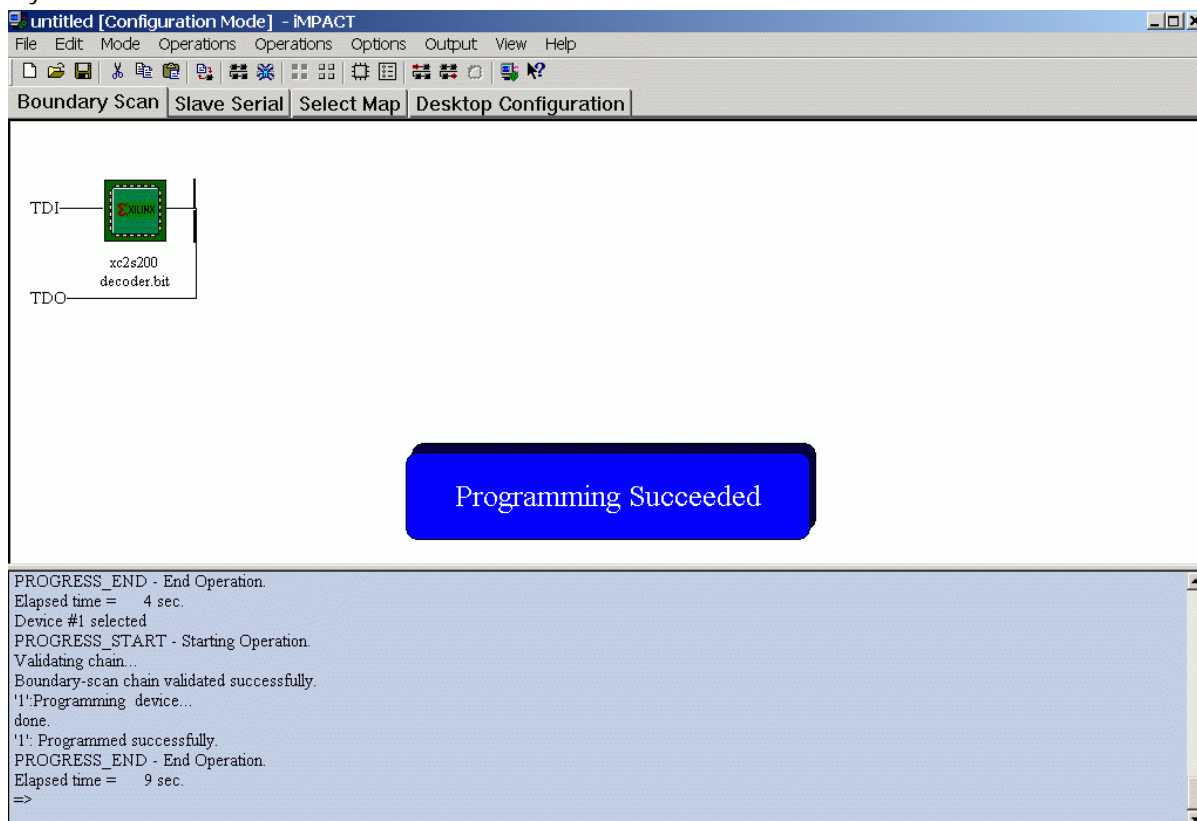 untitled [Configuration Mode] - iMPACT
File Edit Mode Operations Operations Options Output View Help
Boundary Scan Slave Serial Select Map Desktop Configuration
TDI
XILINX
xc2s200
decoder.bit
TDO
Programming Succeeded
PROGRESS_END - End Operation.
Elapsed time = 4 sec.
Device #1 selected
PROGRESS_START - Starting Operation.
Validating chain...
Boundary-scan chain validated successfully.
'1':Programming device...
done.
'1': Programmed successfully.
PROGRESS_END - End Operation.
Elapsed time = 9 sec.
=>